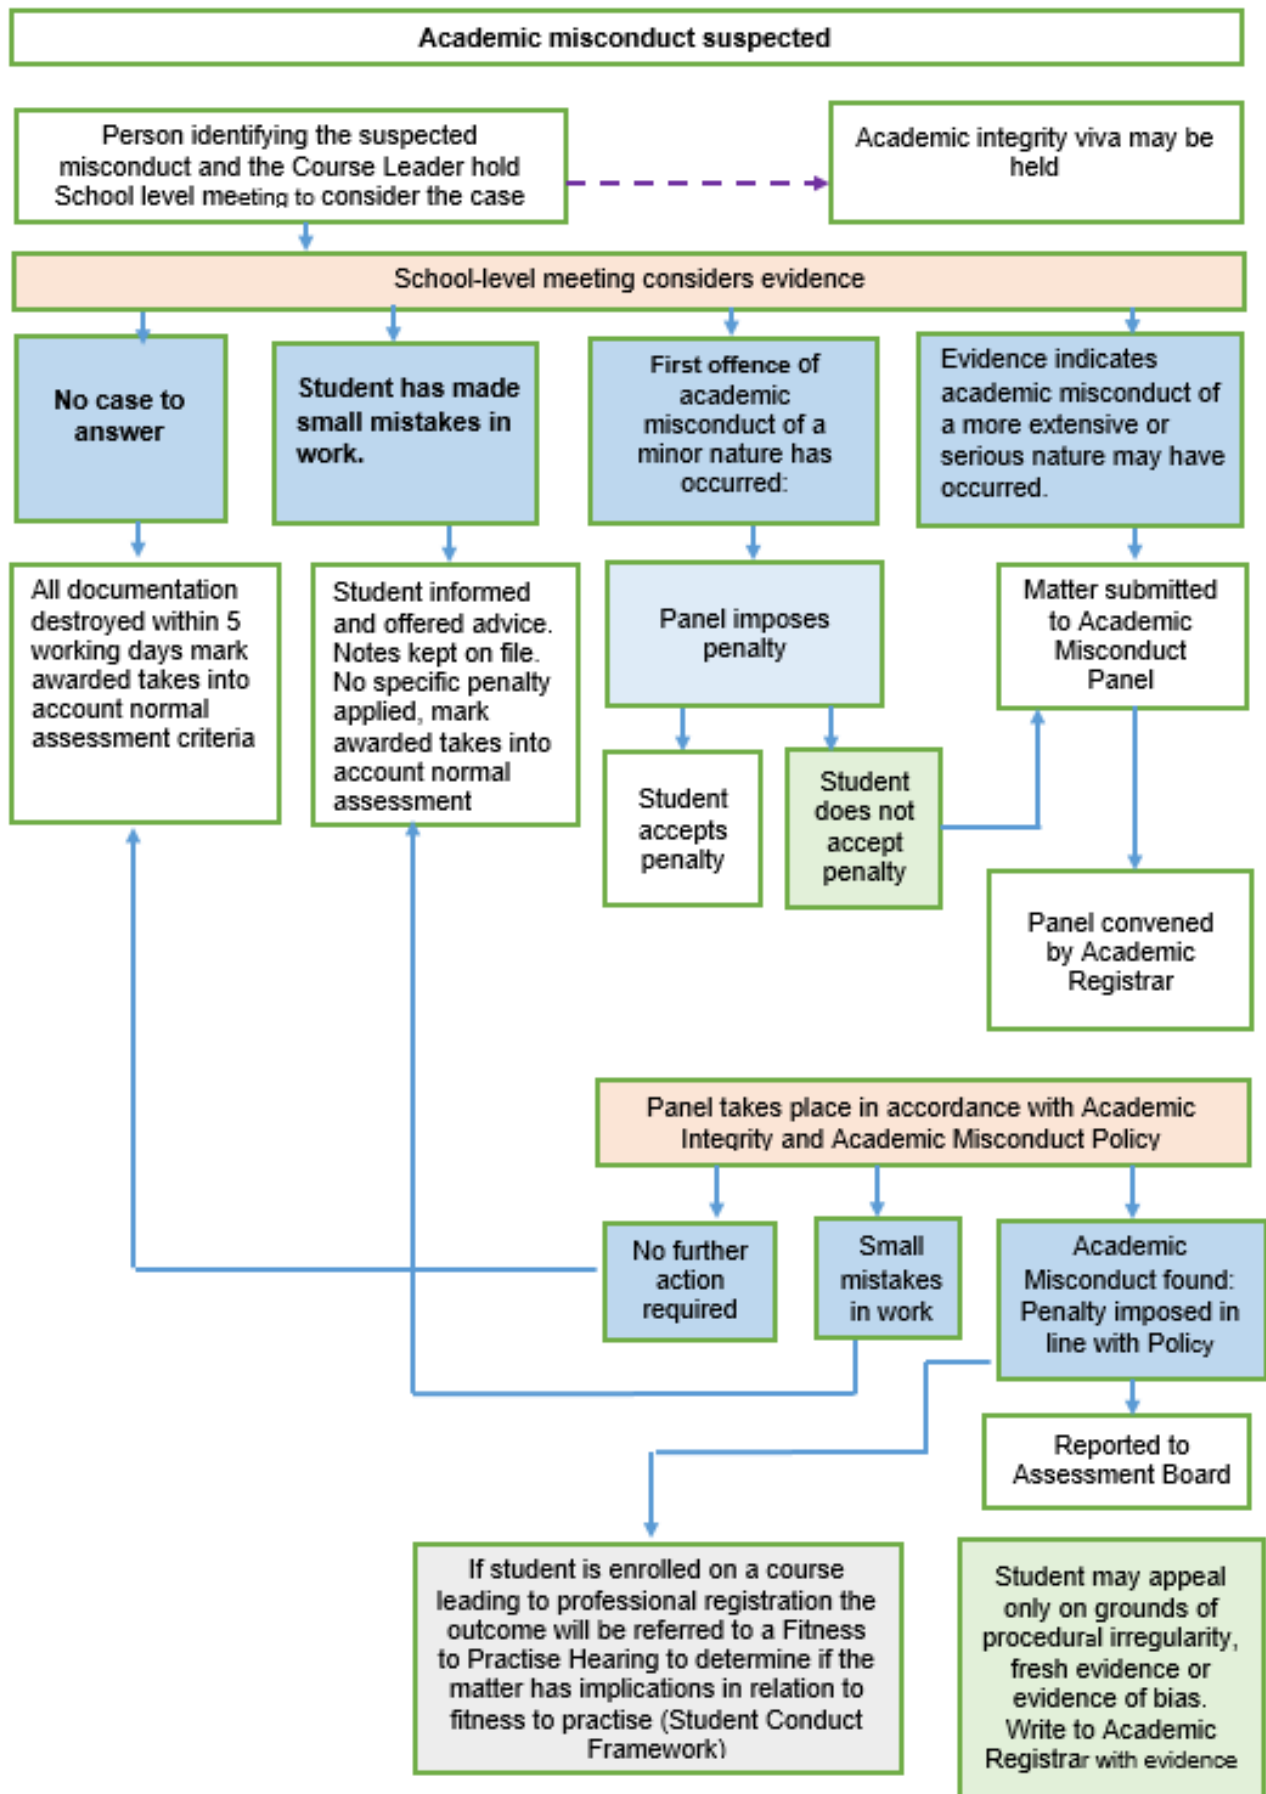 Academic misconduct suspected
Person identifying the suspected
misconduct and the Course Leader hold
School level meeting to consider the case
Academic integrity viva may be
held
School-level meeting considers evidence
No case to
answer
Student has made
small mistakes in
work.
First offence of
academic
misconduct of a
minor nature has
occurred:
Evidence indicates
academic misconduct of
a more extensive or
serious nature may have
occurred.
All documentation
destroyed within 5
working days mark
awarded takes into
account normal
assessment criteria
Student informed
and offered advice.
Notes kept on file.
No specific penalty
applied, mark
awarded takes into
account normal
assessment
Panel imposes
penalty
Matter submitted
to Academic
Misconduct
Panel
Student
accepts
penalty
Student
does not
accept
penalty
Panel convened
by Academic
Registrar
Panel takes place in accordance with Academic
Integrity and Academic Misconduct Policy
No further
action
required
Small
mistakes
in work
Academic
Misconduct found:
Penalty imposed in
line with Policy
Reported to
Assessment Board
If student is enrolled on a course
leading to professional registration the
outcome will be referred to a Fitness
to Practise Hearing to determine if the
matter has implications in relation to
fitness to practise (Student Conduct
Framework)
Student may appeal
only on grounds of
procedural irregularity,
fresh evidence or
evidence of bias.
Write to Academic
Registrar with evidence